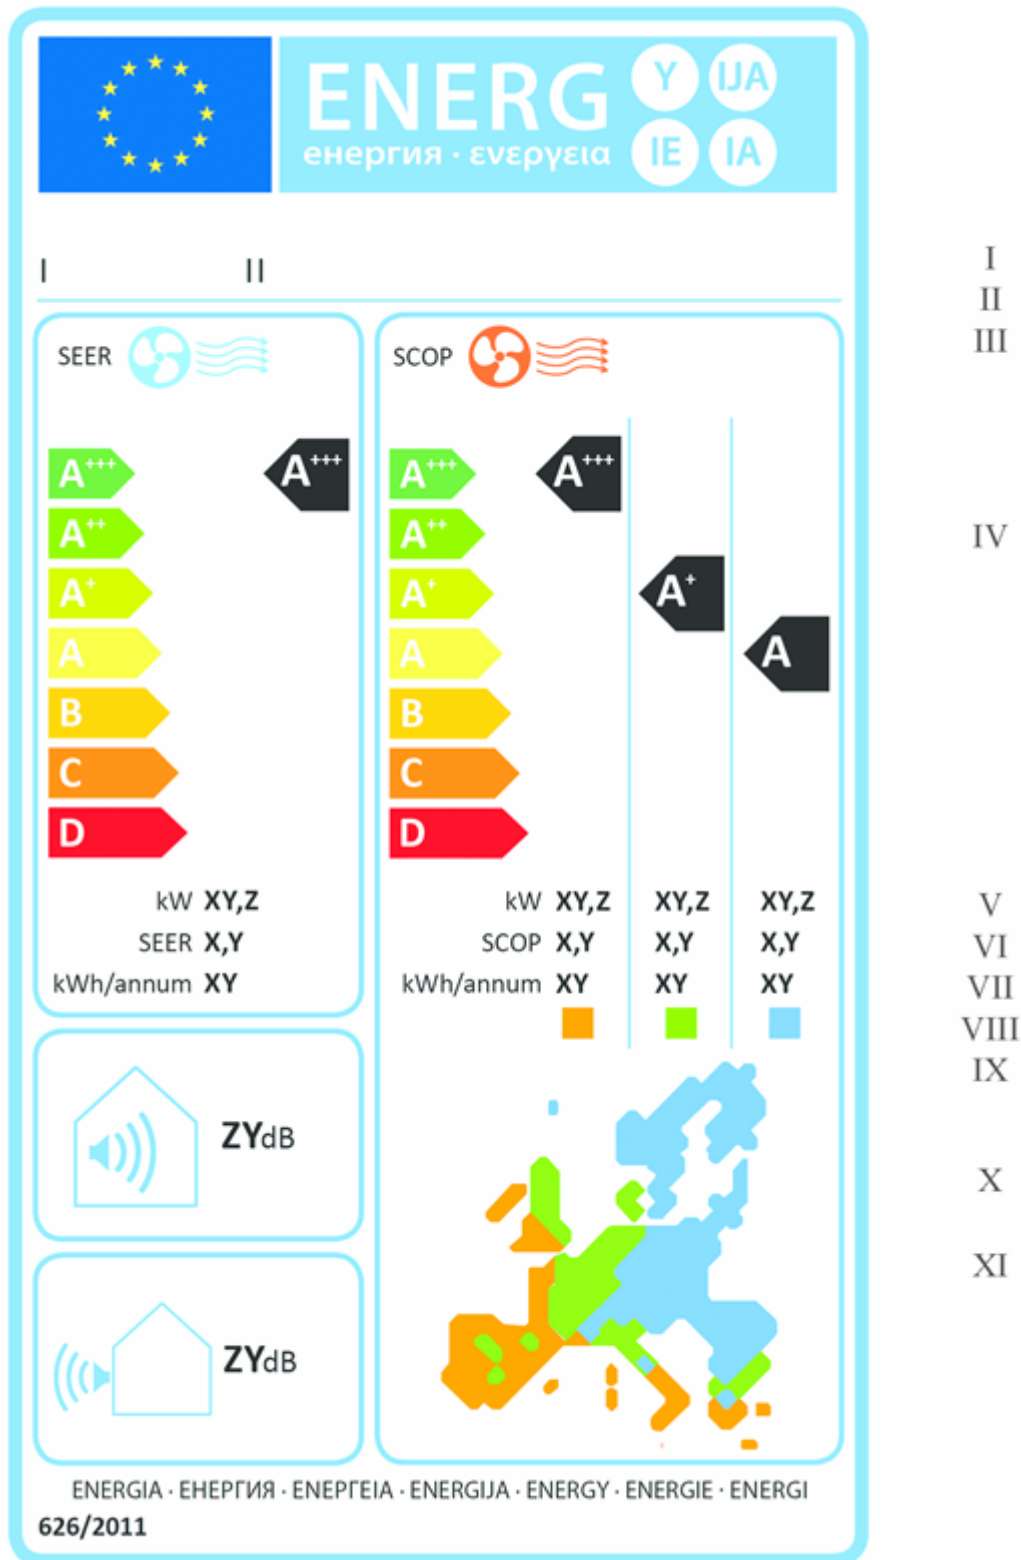 ENERG Y IJA
енергия · ενεργεια IE IA
I II I
II
SEER SCOP III
A+++ A+++ A+++ A+++
A++ A++ IV
A+ A+ A+
A A A
B B
C C
D D
kW XY,Z kW XY,Z XY,Z XY,Z V
SEER X,Y SCOP X,Y X,Y X,Y VI
kWh/annum XY kWh/annum XY XY XY VII
VIII
IX
ZYdB
X
XI
ZYdB
ENERGIA · ЕНЕРГИЯ · ΕΝΕΡΓΕΙΑ · ENERGIJA · ENERGY · ENERGIE · ENERGI
626/2011